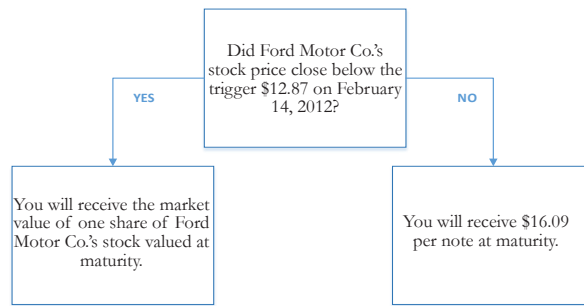 Did Ford Motor Co.'s
stock price close below the
trigger $12.87 on February
14, 2012?
YES
NO
You will receive the market
value of one share of Ford
Motor Co.'s stock valued at
maturity.
You will receive $16.09
per note at maturity.